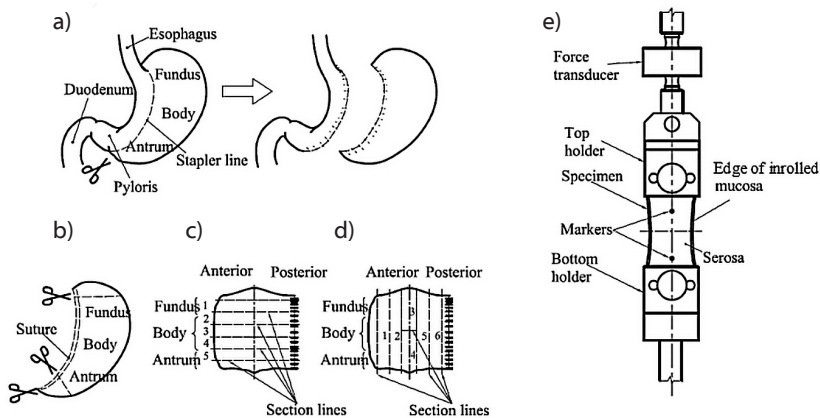 a)
Esophagus
Fundus
Duodenum
Body
Antrum
Stapler line
Pyloris
b)
Fundus
Suture
Body
Antrum
c)
Anterior Posterior
Fundus
Body
Antrum
1
2
3
4
5
Section lines
d)
Anterior Posterior
Fundus
Body
Antrum
1 2 3 5 6
4
Section lines
e)
Force
transducer
Top
holder
Specimen
Edge of inrolled
mucosa
Markers
Serosa
Bottom
holder